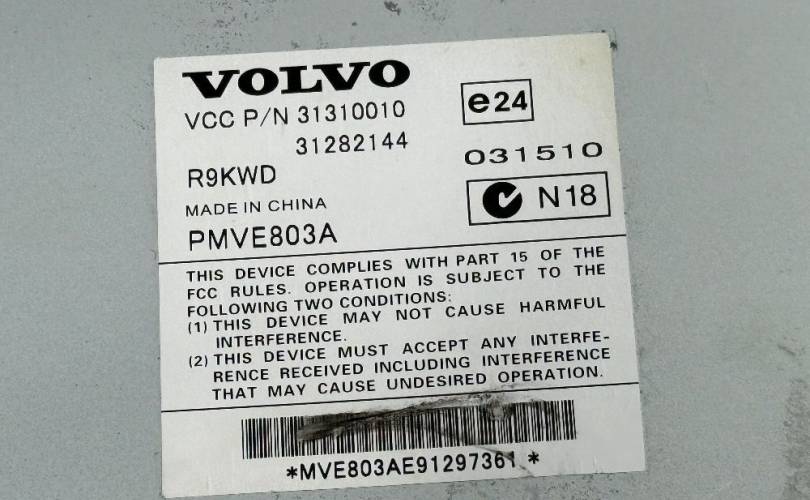 VOLVO
VCC P/N 31310010
31282144
e24
031510
R9KWD
N18
MADE IN CHINA
PMVE803A
THIS DEVICE COMPLIES WITH PART 15 OF THE
FCC RULES. OPERATION IS SUBJECT TO THE
FOLLOWING TWO CONDITIONS:
(1) THIS DEVICE MAY NOT CAUSE HARMFUL
INTERFERENCE.
(2) THIS DEVICE MUST ACCEPT ANY INTERFE-
RENCE RECEIVED INCLUDING INTERFERENCE
THAT MAY CAUSE UNDESIRED OPERATION.
*MVE803AE91297361 *